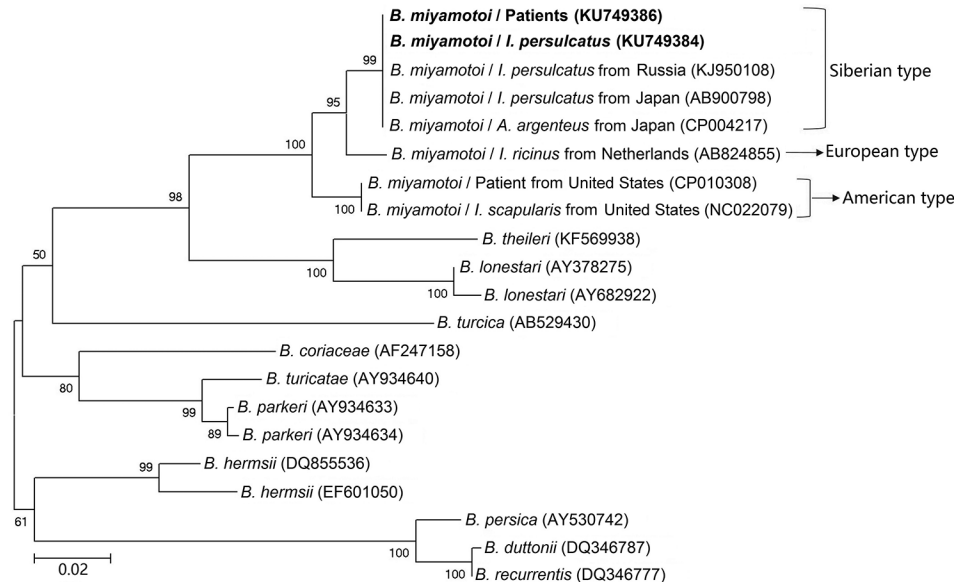 B. miyamotoi / Patients (KU749386)
B. miyamotoi / I. persulcatus (KU749384)
99
B. miyamotoi / I. persulcatus from Russia (KJ950108)
Siberian type
B. miyamotoi / I. persulcatus from Japan (AB900798)
95
B. miyamotoi / A. argenteus from Japan (CP004217)
100
B. miyamotoi / I. ricinus from Netherlands (AB824855)
European type
B. miyamotoi / Patient from United States (CP010308)
98
100
B. miyamotoi / I. scapularis from United States (NC022079)
American type
B. theileri (KF569938)
50
100
B. lonestari (AY378275)
100
B. lonestari (AY682922)
B. turcica (AB529430)
B. coriaceae (AF247158)
80
B. turicatae (AY934640)
99
B. parkeri (AY934633)
89
B. parkeri (AY934634)
99
B. hermsii (DQ855536)
B. hermsii (EF601050)
61
B. persica (AY530742)
100
B. duttonii (DQ346787)
100
B. recurrentis (DQ346777)
0.02